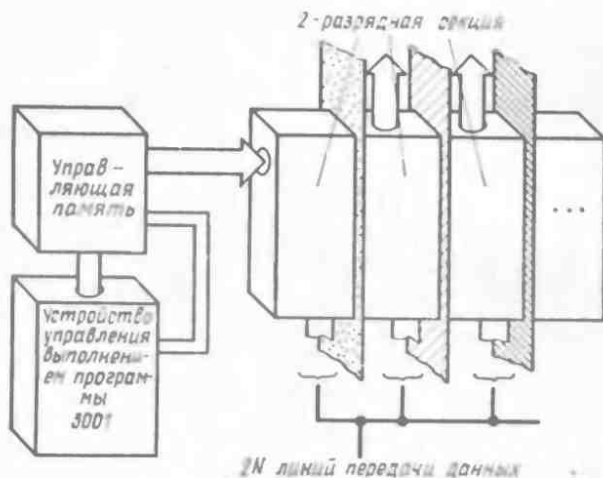 2-разрядная секция
Управ-
ляющая
память
...
Устройство
управления
выполнени-
ем програм-
мы
3001
2N линий передачи данных